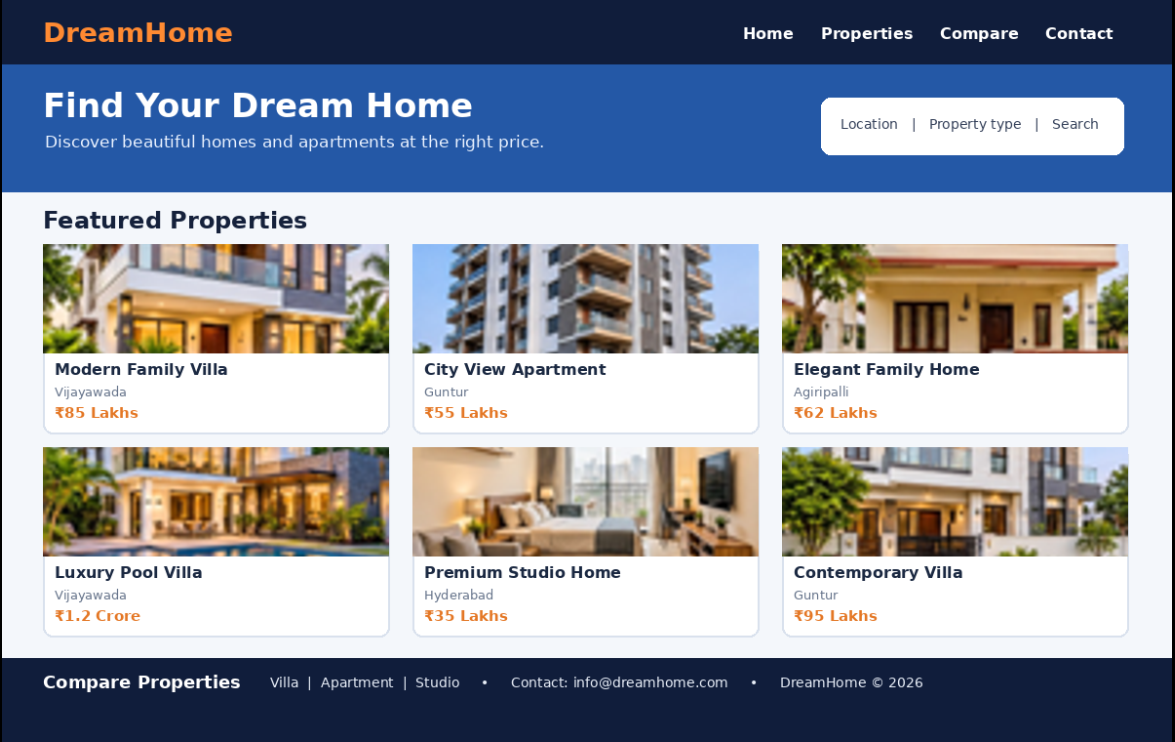 DreamHome
Home Properties Compare Contact
Find Your Dream Home
Discover beautiful homes and apartments at the right price.
Location | Property type | Search
Featured Properties
Modern Family Villa
Vijayawada
₹85 Lakhs
City View Apartment
Guntur
₹55 Lakhs
Elegant Family Home
Agiripalli
₹62 Lakhs
Luxury Pool Villa
Vijayawada
₹1.2 Crore
Premium Studio Home
Hyderabad
₹35 Lakhs
Contemporary Villa
Guntur
₹95 Lakhs
Compare Properties Villa | Apartment | Studio • Contact: info@dreamhome.com • DreamHome © 2026